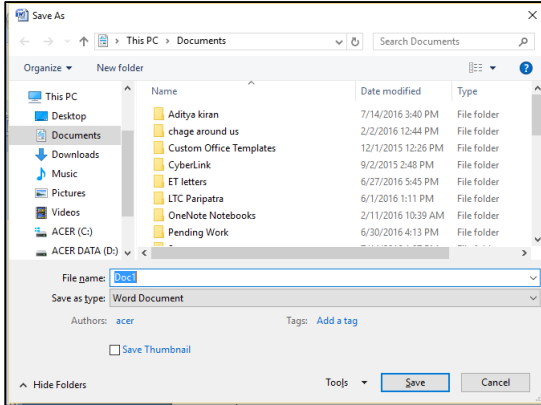 Save As
This PC > Documents
Search Documents
Organize
New folder
Name
Date modified
Type
This PC
Desktop
Documents
Downloads
Music
Pictures
Videos
ACER (C:)
ACER DATA (D:)
Aditya kiran 7/14/2016 3:40 PM File folder
chage around us 2/2/2016 12:44 PM File folder
Custom Office Templates 12/1/2015 12:26 PM File folder
CyberLink 9/2/2015 2:48 PM File folder
ET letters 6/27/2016 5:45 PM File folder
LTC Paripatra 6/1/2016 1:11 PM File folder
OneNote Notebooks 2/11/2016 10:39 AM File folder
Pending Work 6/30/2016 4:13 PM File folder
File name: Doc1
Save as type: Word Document
Authors: acer
Tags: Add a tag
Save Thumbnail
Hide Folders
Tools
Save
Cancel